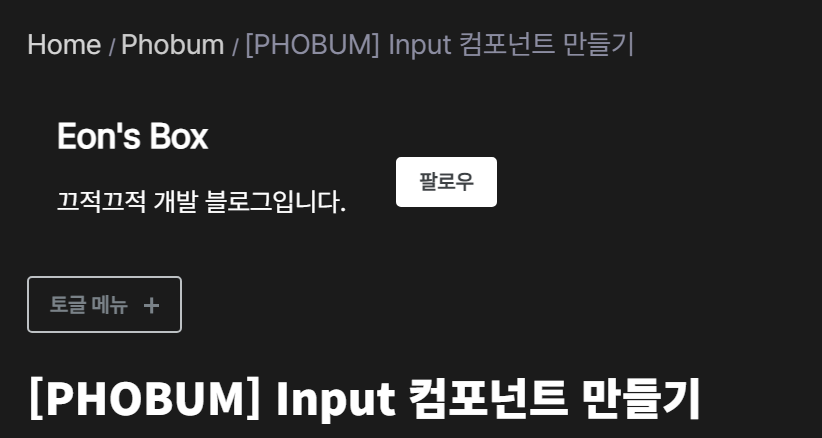 Home / Phobum / [PHOBUM] Input 컴포넌트 만들기
Eon's Box
끄적끄적 개발 블로그입니다.
팔로우
토글 메뉴 +
[PHOBUM] Input 컴포넌트 만들기